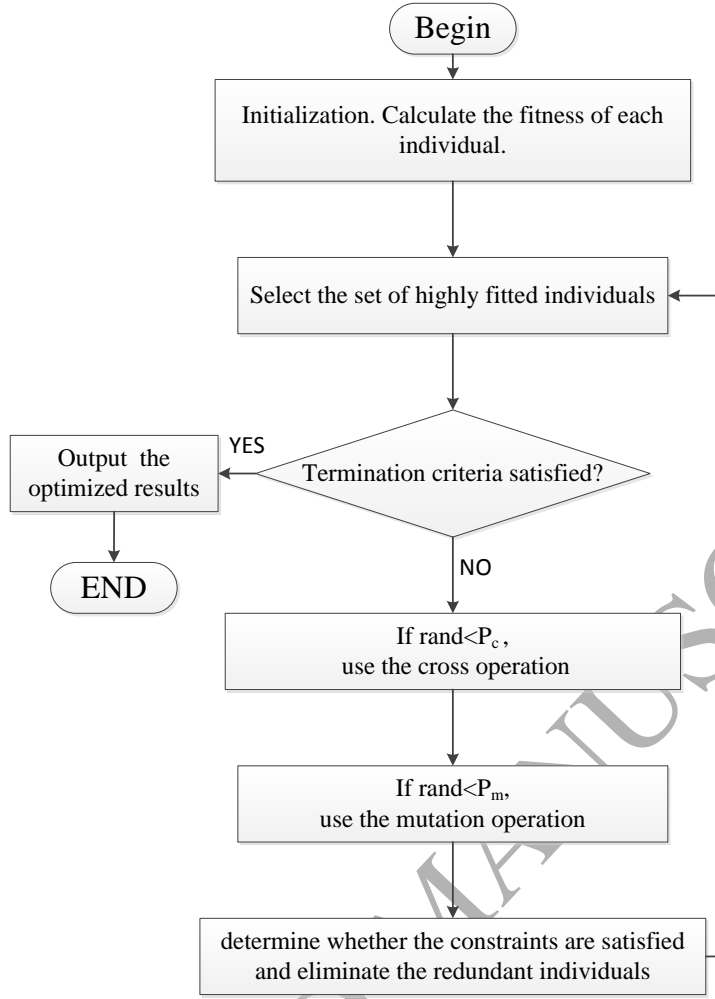 Begin
Initialization. Calculate the fitness of each
individual.
Select the set of highly fitted individuals
Termination criteria satisfied?
YES
Output the
optimized results
END
NO
If rand<Pc,
use the cross operation
If rand<Pm,
use the mutation operation
determine whether the constraints are satisfied
and eliminate the redundant individuals